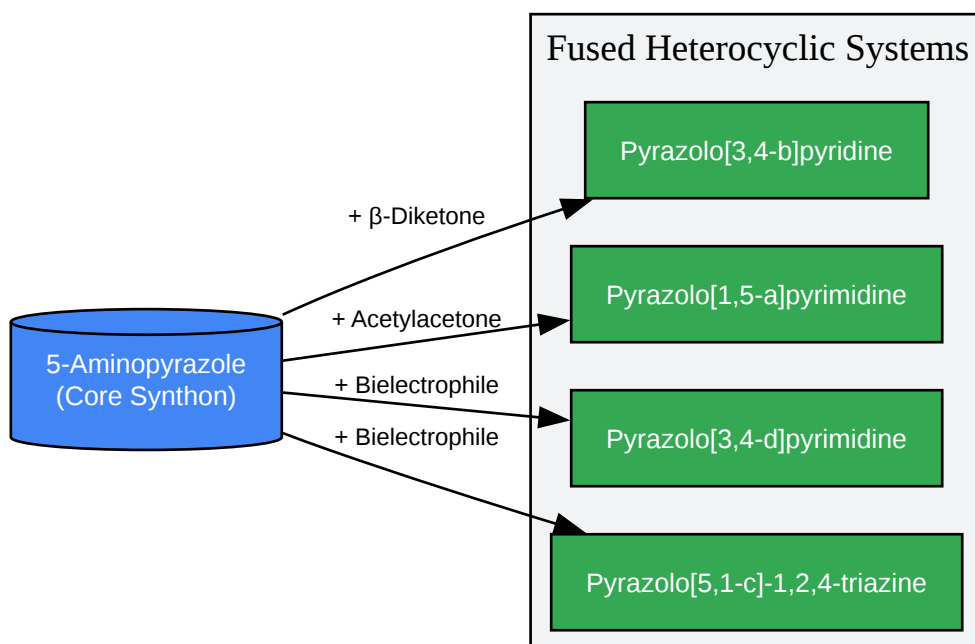 Fused Heterocyclic Systems
Pyrazolo[3,4-b]pyridine
+ β-Diketone
Pyrazolo[1,5-a]pyrimidine
+ Acetylacetone
5-Aminopyrazole
(Core Synthon)
+ Bielectrophile
Pyrazolo[3,4-d]pyrimidine
+ Bielectrophile
Pyrazolo[5,1-c]-1,2,4-triazine